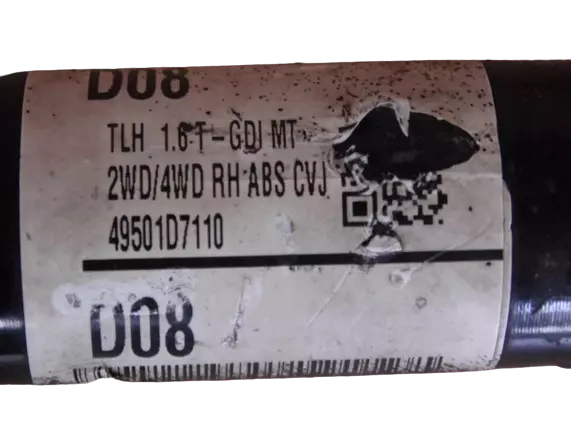 D08
TLH 1.6 T-GDI MT
2WD/4WD RH ABS CVJ
49501D7110
D08